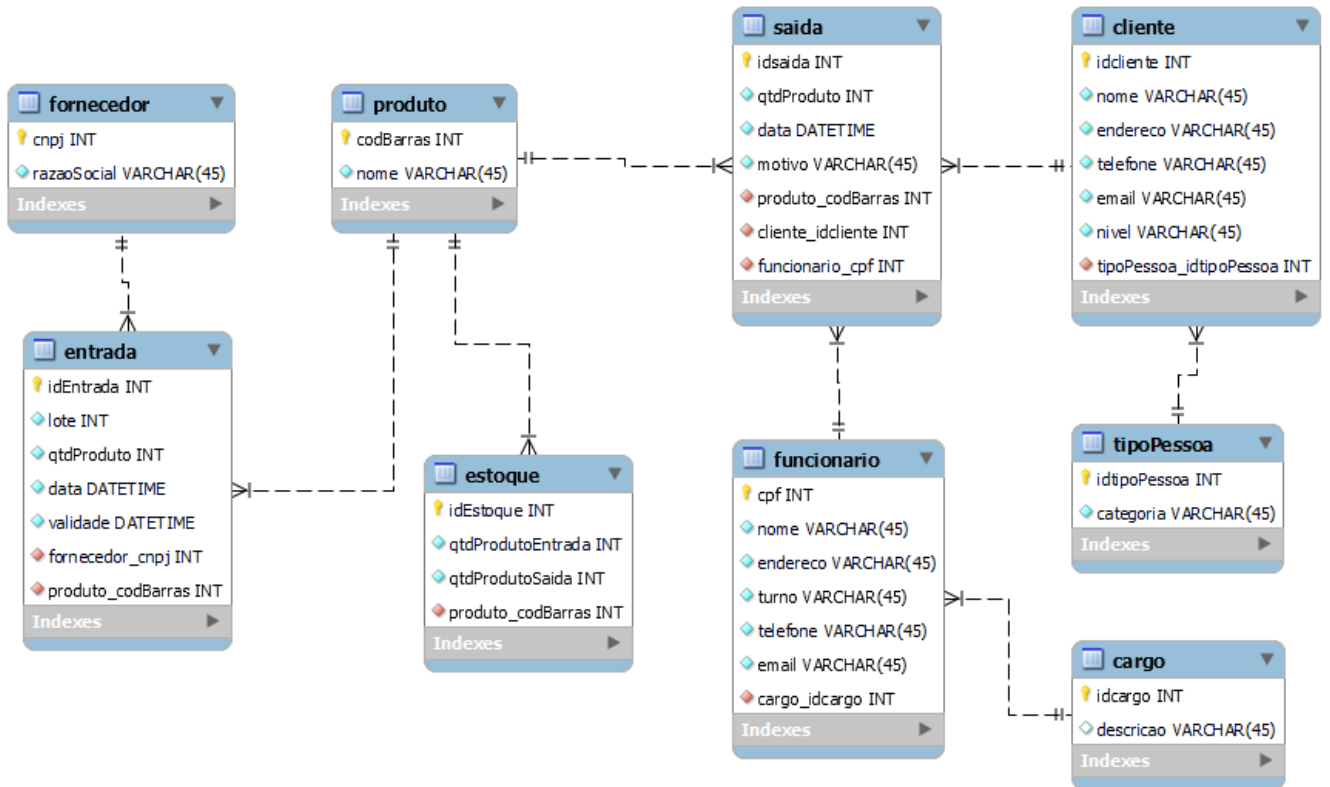 fornecedor
cnpj INT
razaoSocial VARCHAR(45)
Indexes
produto
codBarras INT
nome VARCHAR(45)
Indexes
saida
idsaida INT
qtdProduto INT
data DATETIME
motivo VARCHAR(45)
produto_codBarras INT
cliente_idcliente INT
funcionario_cpf INT
Indexes
cliente
idcliente INT
nome VARCHAR(45)
endereco VARCHAR(45)
telefone VARCHAR(45)
email VARCHAR(45)
nivel VARCHAR(45)
tipoPessoa_idtipoPessoa INT
Indexes
entrada
idEntrada INT
lote INT
qtdProduto INT
data DATETIME
validade DATETIME
fornecedor_cnpj INT
produto_codBarras INT
Indexes
estoque
idEstoque INT
qtdProdutoEntrada INT
qtdProdutoSaida INT
produto_codBarras INT
Indexes
funcionario
cpf INT
nome VARCHAR(45)
endereco VARCHAR(45)
turno VARCHAR(45)
telefone VARCHAR(45)
email VARCHAR(45)
cargo_idcargo INT
Indexes
tipoPessoa
idtipoPessoa INT
categoria VARCHAR(45)
Indexes
cargo
idcargo INT
descricao VARCHAR(45)
Indexes